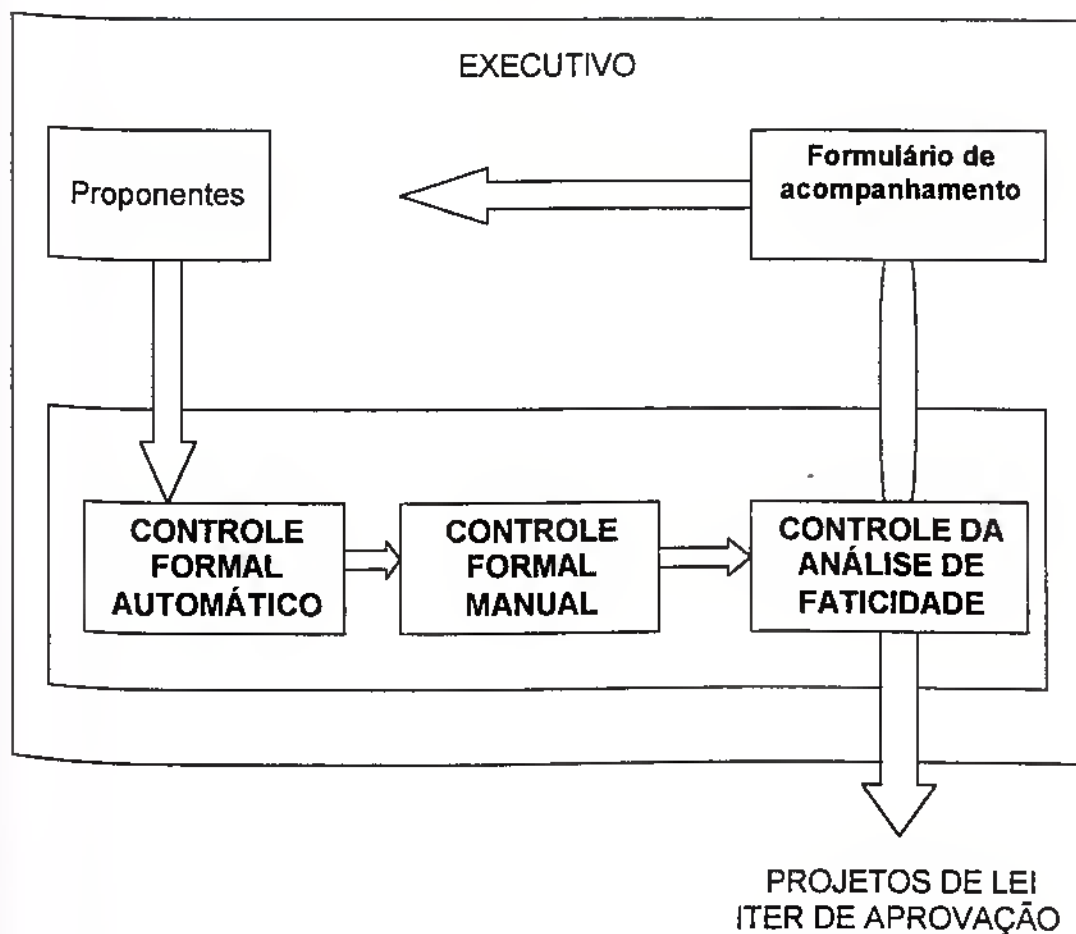 EXECUTIVO
Proponentes
Formulário de
acompanhamento
CONTROLE
FORMAL
AUTOMÁTICO
CONTROLE
FORMAL
MANUAL
CONTROLE DA
ANÁLISE DE
FATICIDADE
PROJETOS DE LEI
ITER DE APROVAÇÃO